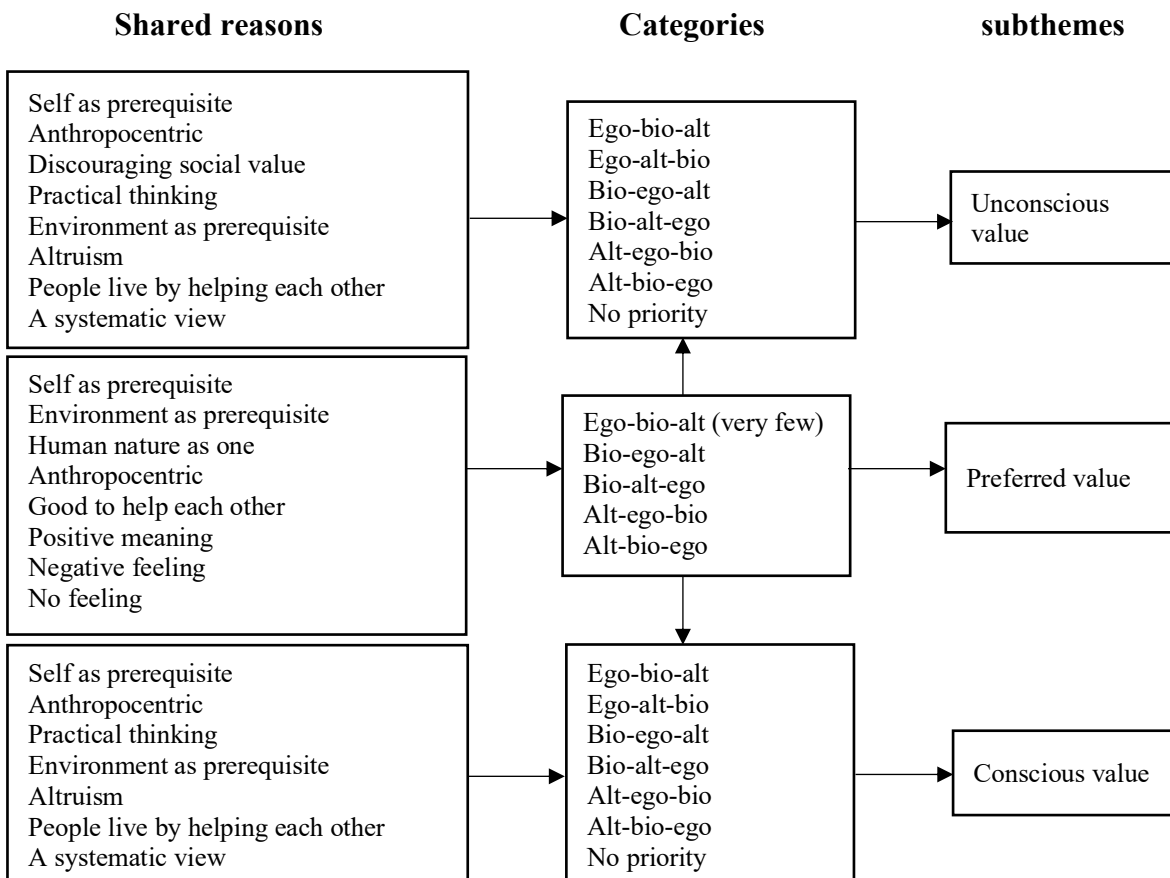 Shared reasons
Categories
subthemes
Self as prerequisite
Anthropocentric
Discouraging social value
Practical thinking
Environment as prerequisite
Altruism
People live by helping each other
A systematic view
Ego-bio-alt
Ego-alt-bio
Bio-ego-alt
Bio-alt-ego
Alt-ego-bio
Alt-bio-ego
No priority
Unconscious
value
Self as prerequisite
Environment as prerequisite
Human nature as one
Anthropocentric
Good to help each other
Positive meaning
Negative feeling
No feeling
Ego-bio-alt (very few)
Bio-ego-alt
Bio-alt-ego
Alt-ego-bio
Alt-bio-ego
Preferred value
Self as prerequisite
Anthropocentric
Practical thinking
Environment as prerequisite
Altruism
People live by helping each other
A systematic view
Ego-bio-alt
Ego-alt-bio
Bio-ego-alt
Bio-alt-ego
Alt-ego-bio
Alt-bio-ego
No priority
Conscious value